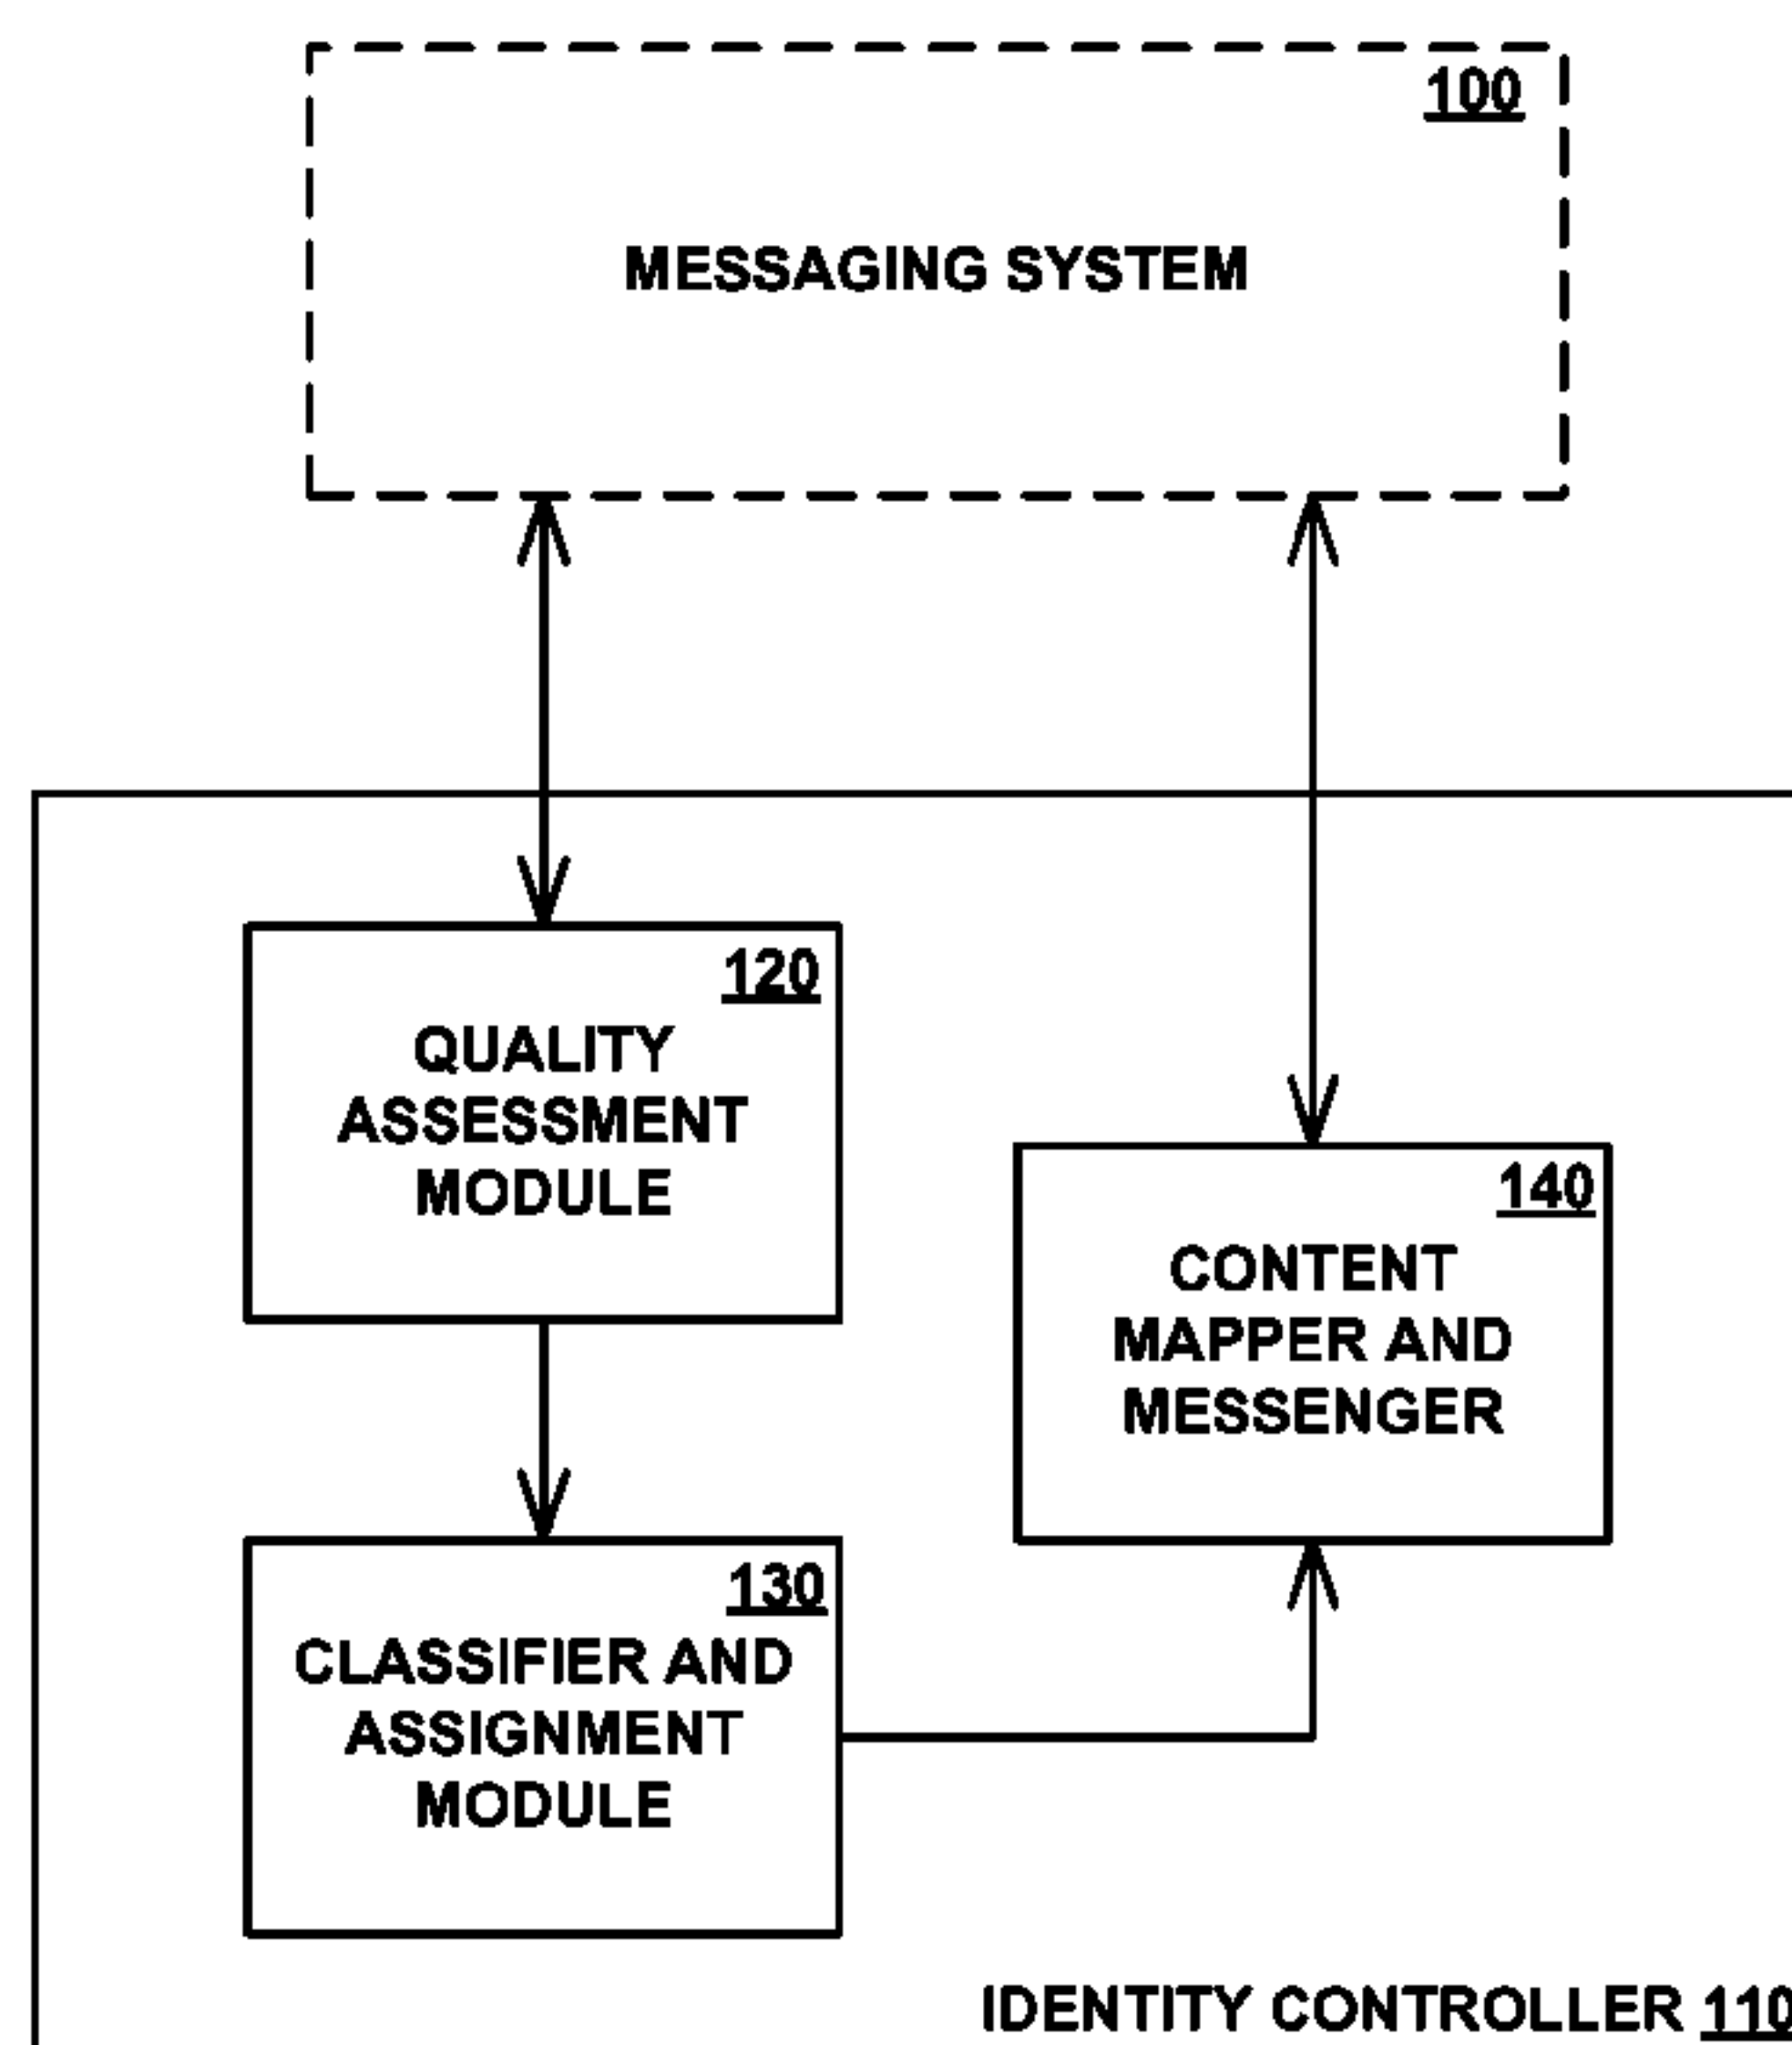 100
MESSAGING SYSTEM
120
QUALITY
ASSESSMENT
MODULE
140
CONTENT
MAPPER AND
MESSENGER
130
CLASSIFIER AND
ASSIGNMENT
MODULE
IDENTITY CONTROLLER 110